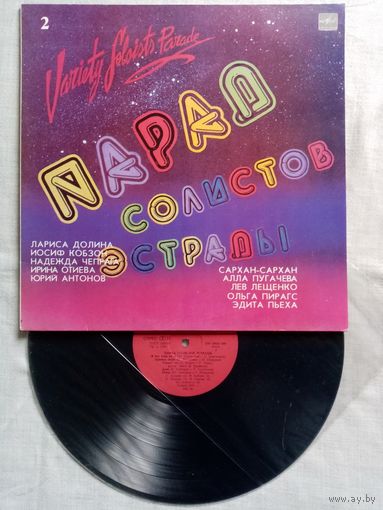 2
Variety Soloists Parade
ПАРАД
СОЛИСТОВ
ЭСТРАДЫ
ЛАРИСА ДОЛИНА
ИОСИФ КОБЗОН
НАДЕЖДА ЧЕПРАГА
ИРИНА ОТИЕВА
ЮРИЙ АНТОНОВ
САРХАН-САРХАН
АЛЛА ПУГАЧЕВА
ЛЕВ ЛЕЩЕНКО
ОЛЬГА ПИРАГС
ЭДИТА ПЬЕХА
ay.by